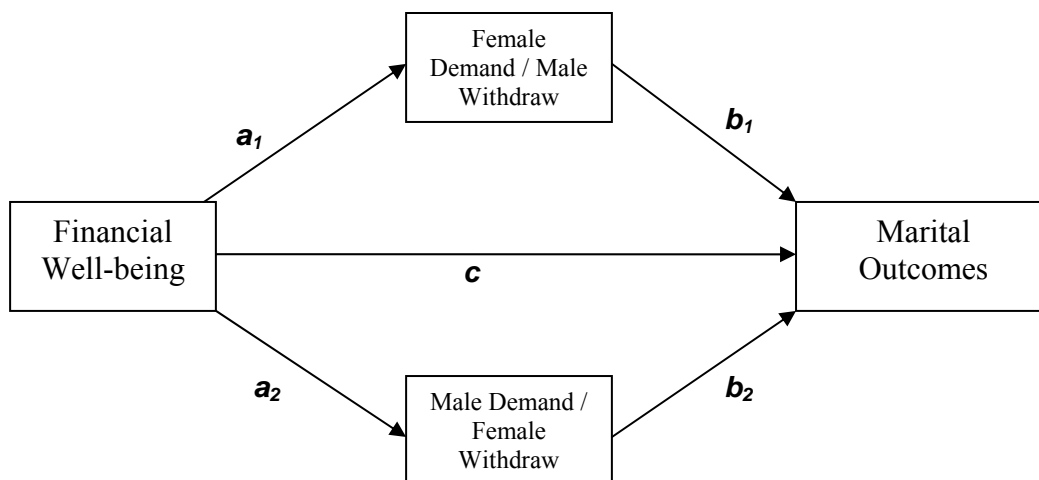 Female
Demand / Male
Withdraw
a1
b1
Financial
Well-being
c
Marital
Outcomes
a2
b2
Male Demand /
Female
Withdraw